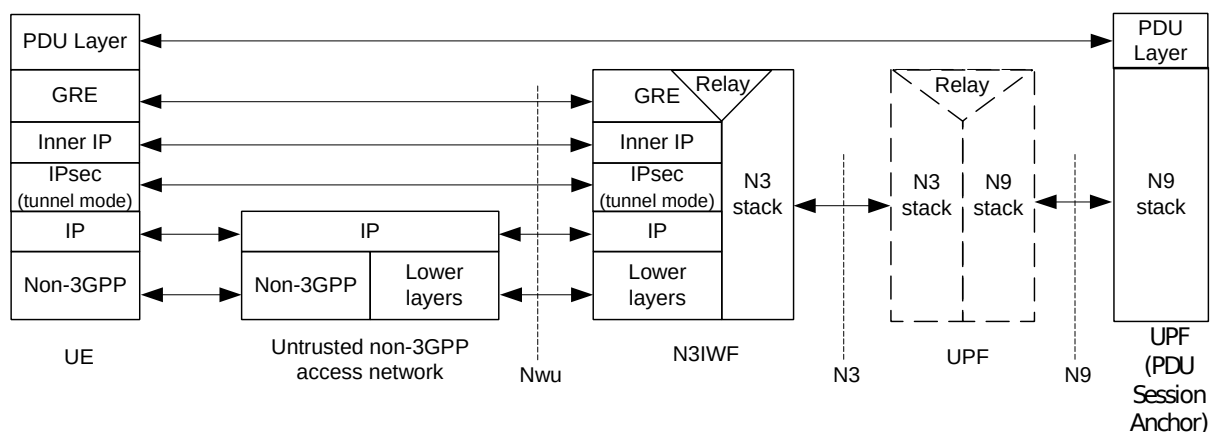 PDU Layer
PDU
Layer
GRE
GRE
Relay
Relay
Inner IP
Inner IP
IPsec
(tunnel mode)
IPsec
(tunnel mode)
N3
stack
N3
stack
N9
stack
N9
stack
IP
IP
IP
Non-3GPP
Non-3GPP
Lower
layers
Lower
layers
UE
Untrusted non-3GPP
access network
Nwu
N3IWF
N3
UPF
N9
UPF
(PDU
Session
Anchor)